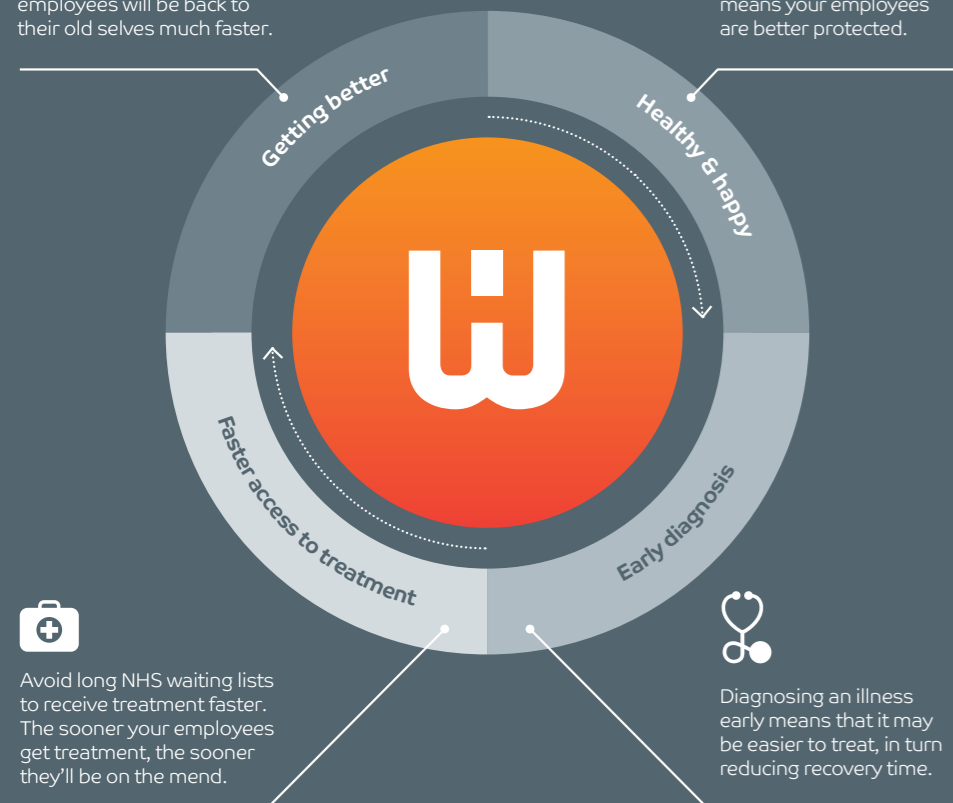 employees will be back to
their old selves much faster.
means your employees
are better protected.
Getting better
Healthy & happy
Faster access to treatment
Early diagnosis
Avoid long NHS waiting lists
to receive treatment faster.
The sooner your employees
get treatment, the sooner
they'll be on the mend.
Diagnosing an illness
early means that it may
be easier to treat, in turn
reducing recovery time.